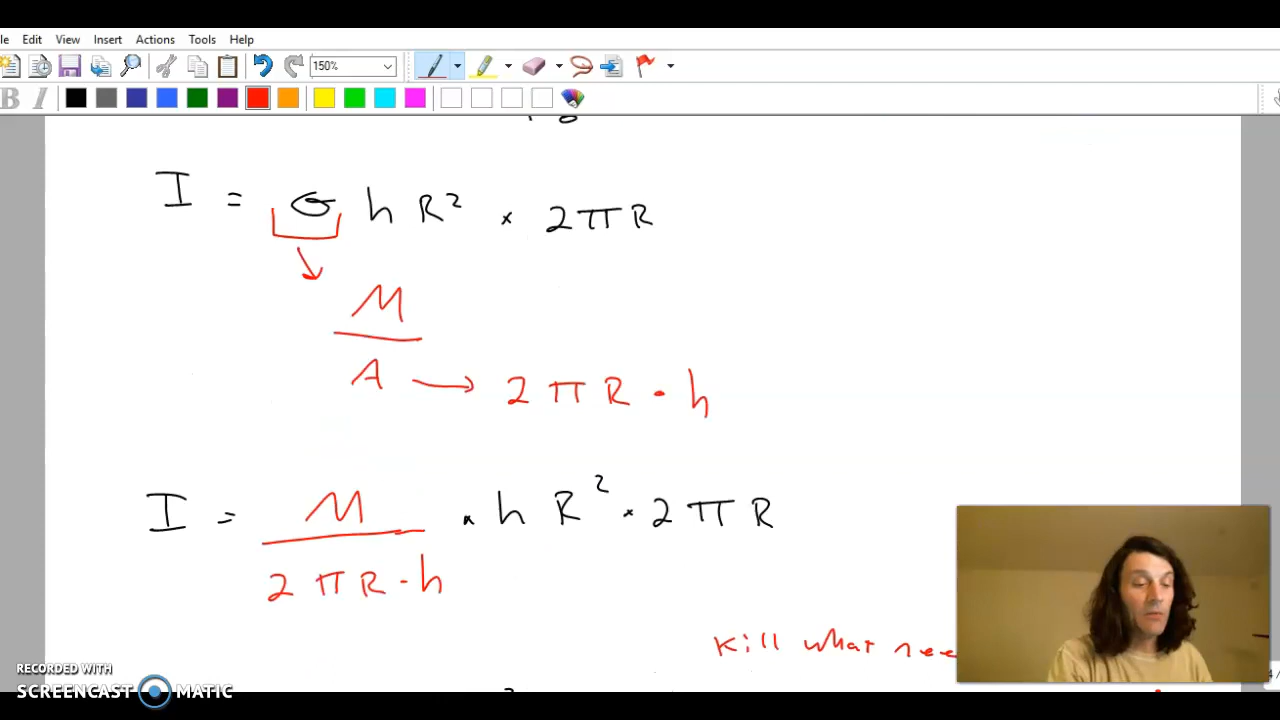 le Edit View Insert Actions Tools Help
150%
B I
I = σ h R² × 2πR
M
A → 2πR · h
I = M / 2πR · h × h R² × 2πR
Kill what nee
RECORDED WITH
SCREENCAST MATIC